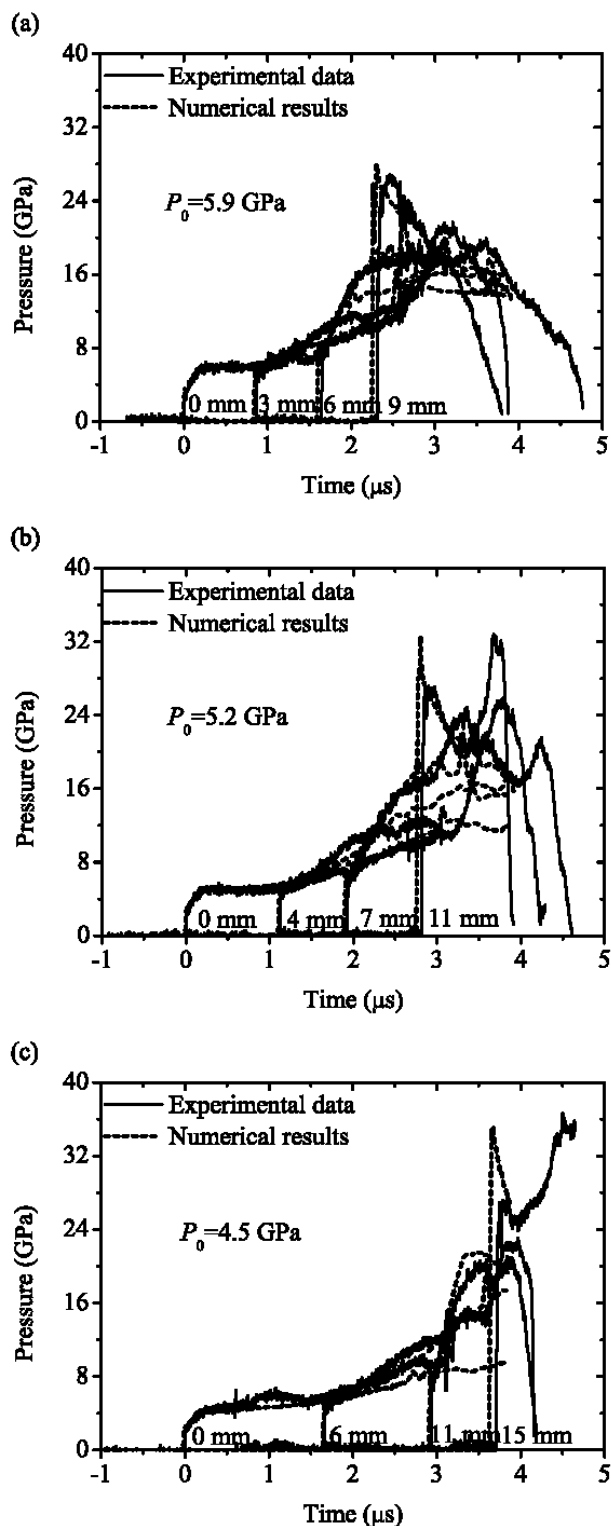 (a)
40
32
24
16
8
0
Pressure (GPa)
Experimental data
Numerical results
P0=5.9 GPa
0 mm 3 mm 6 mm 9 mm
-1 0 1 2 3 4 5
Time (μs)
(b)
40
32
24
16
8
0
Pressure (GPa)
Experimental data
Numerical results
P0=5.2 GPa
0 mm 4 mm 7 mm 11 mm
-1 0 1 2 3 4 5
Time (μs)
(c)
40
32
24
16
8
0
Pressure (GPa)
Experimental data
Numerical results
P0=4.5 GPa
0 mm 6 mm 11 mm 15 mm
-1 0 1 2 3 4 5
Time (μs)